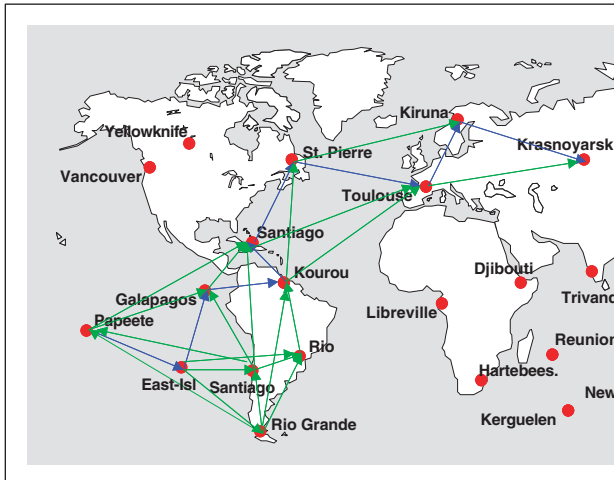 Kiruna
Yellowknife
Krasnoyarsk
St. Pierre
Vancouver
Toulouse
Santiago
Kourou
Djibouti
Trivand
Galapagos
Libreville
Papeete
Rio
Reunion
East-Isl
Santiago
Hartebees.
New
Kerguelen
Rio Grande